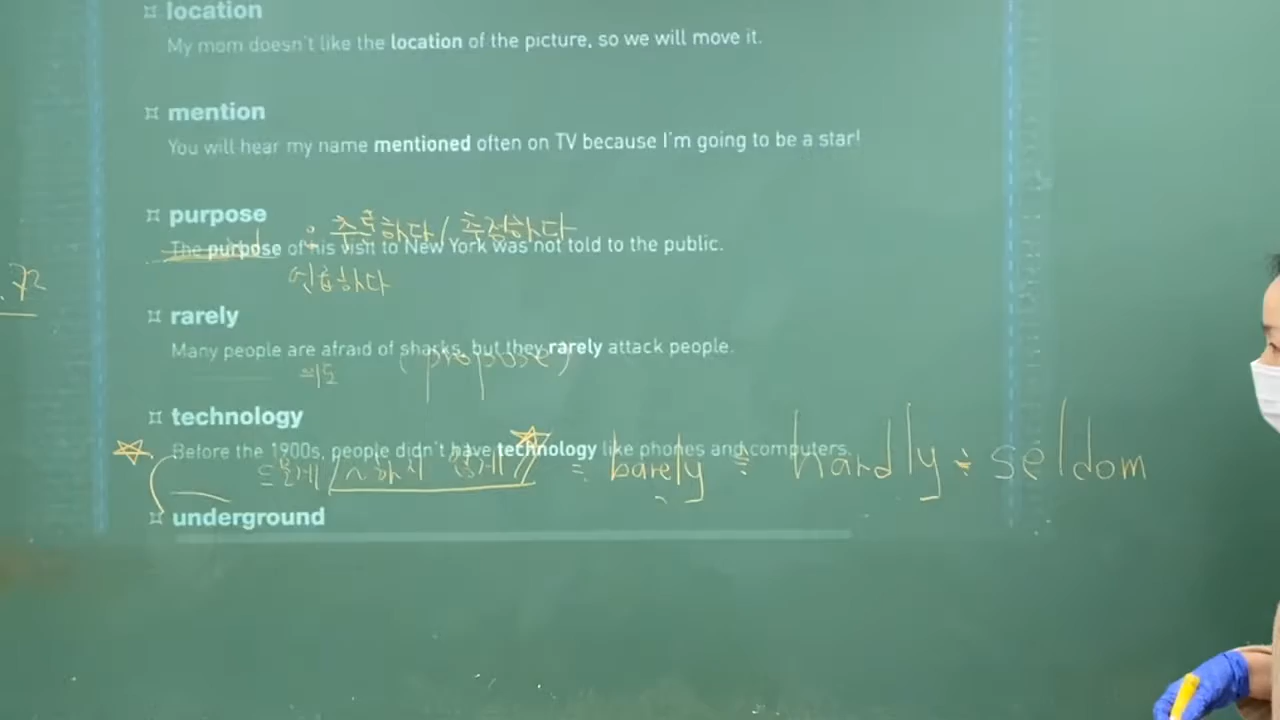 location
My mom doesn't like the location of the picture, so we will move it.
mention
You will hear my name mentioned often on TV because I'm going to be a star!
purpose
추측하다/ 추정하다
The purpose of his visit to New York was not told to the public.
언급하다
rarely
Many people are afraid of sharks, but they rarely attack people.
의도 (propose)
technology
Before the 1900s, people didn't have technology like phones and computers.
드물게/~하지 않게 = barely = hardly = seldom
underground